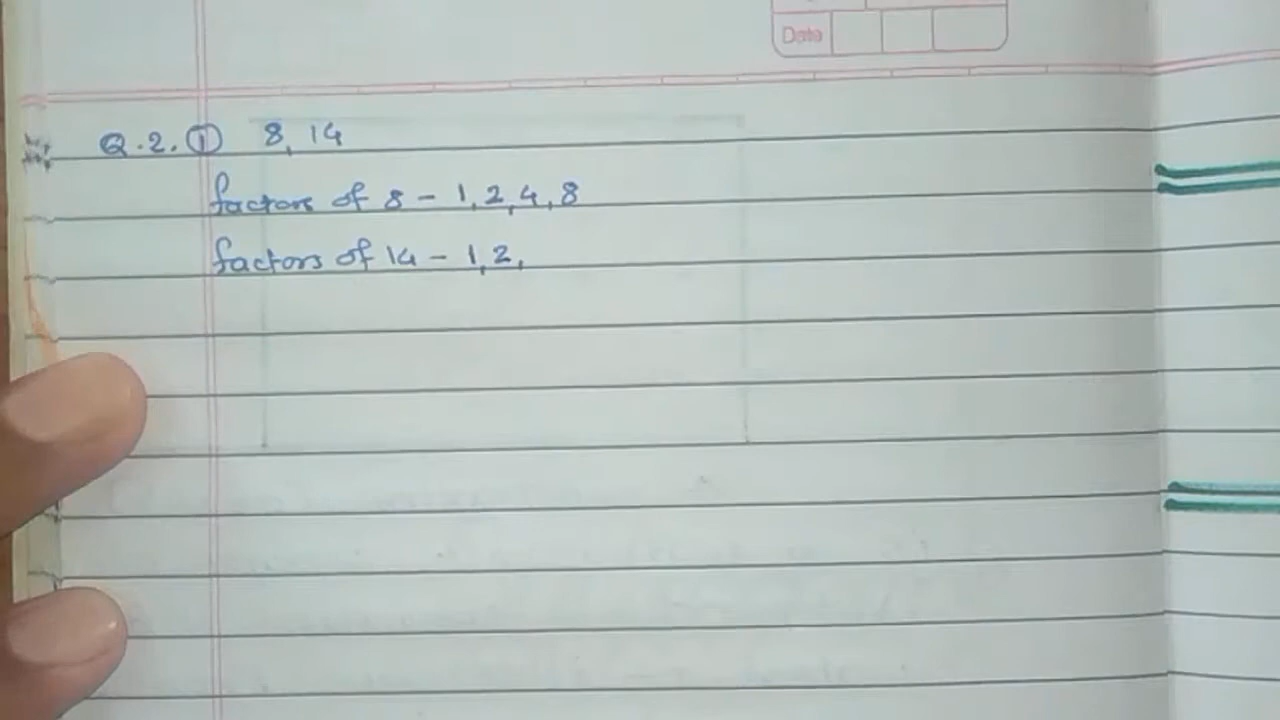 Date
Q.2. ① 8, 14
factors of 8 - 1, 2, 4, 8
factors of 14 - 1, 2,